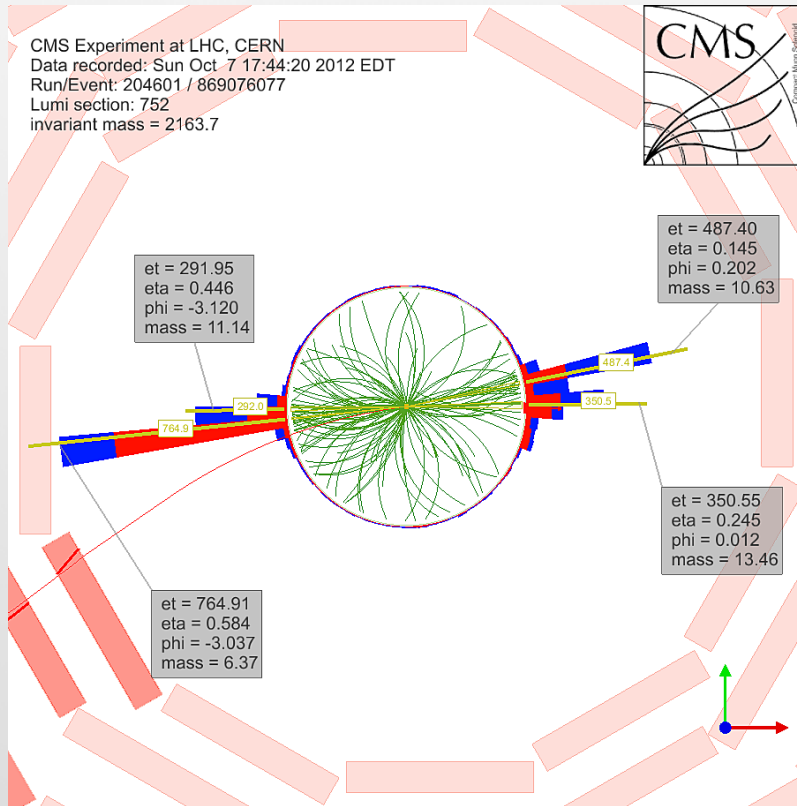 CMS Experiment at LHC, CERN
Data recorded: Sun Oct 7 17:44:20 2012 EDT
Run/Event: 204601 / 869076077
Lumi section: 752
invariant mass = 2163.7
CMS
Compact Muon Solenoid
et = 487.40
eta = 0.145
phi = 0.202
mass = 10.63
et = 291.95
eta = 0.446
phi = -3.120
mass = 11.14
487.4
292.0
350.5
764.9
et = 350.55
eta = 0.245
phi = 0.012
mass = 13.46
et = 764.91
eta = 0.584
phi = -3.037
mass = 6.37